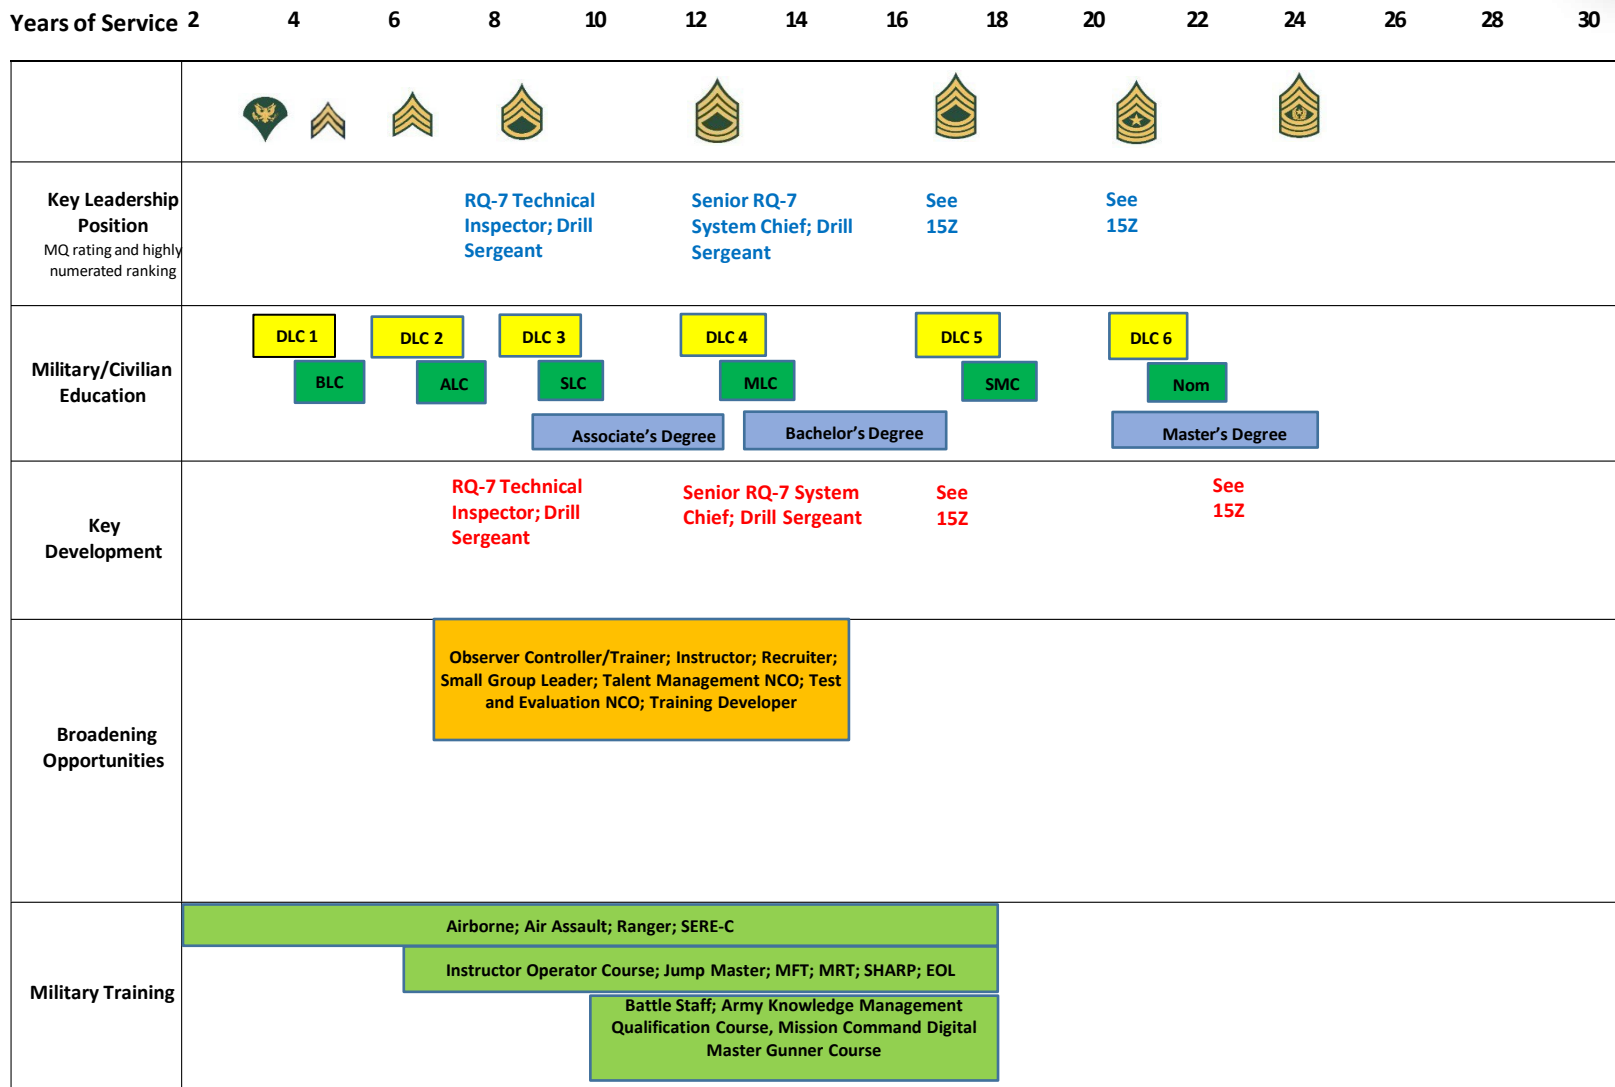 Years of Service 2 4 6 8 10 12 14 16 18 20 22 24 26 28 30
Key Leadership
Position
MQ rating and highly
numerated ranking
RQ-7 Technical
Inspector; Drill
Sergeant
Senior RQ-7
System Chief; Drill
Sergeant
See
15Z
See
15Z
Military/Civilian
Education
DLC 1
DLC 2
DLC 3
DLC 4
DLC 5
DLC 6
BLC
ALC
SLC
MLC
SMC
Nom
Associate's Degree
Bachelor's Degree
Master's Degree
Key
Development
RQ-7 Technical
Inspector; Drill
Sergeant
Senior RQ-7 System
Chief; Drill Sergeant
See
15Z
See
15Z
Broadening
Opportunities
Observer Controller/Trainer; Instructor; Recruiter;
Small Group Leader; Talent Management NCO; Test
and Evaluation NCO; Training Developer
Military Training
Airborne; Air Assault; Ranger; SERE-C
Instructor Operator Course; Jump Master; MFT; MRT; SHARP; EOL
Battle Staff; Army Knowledge Management
Qualification Course, Mission Command Digital
Master Gunner Course